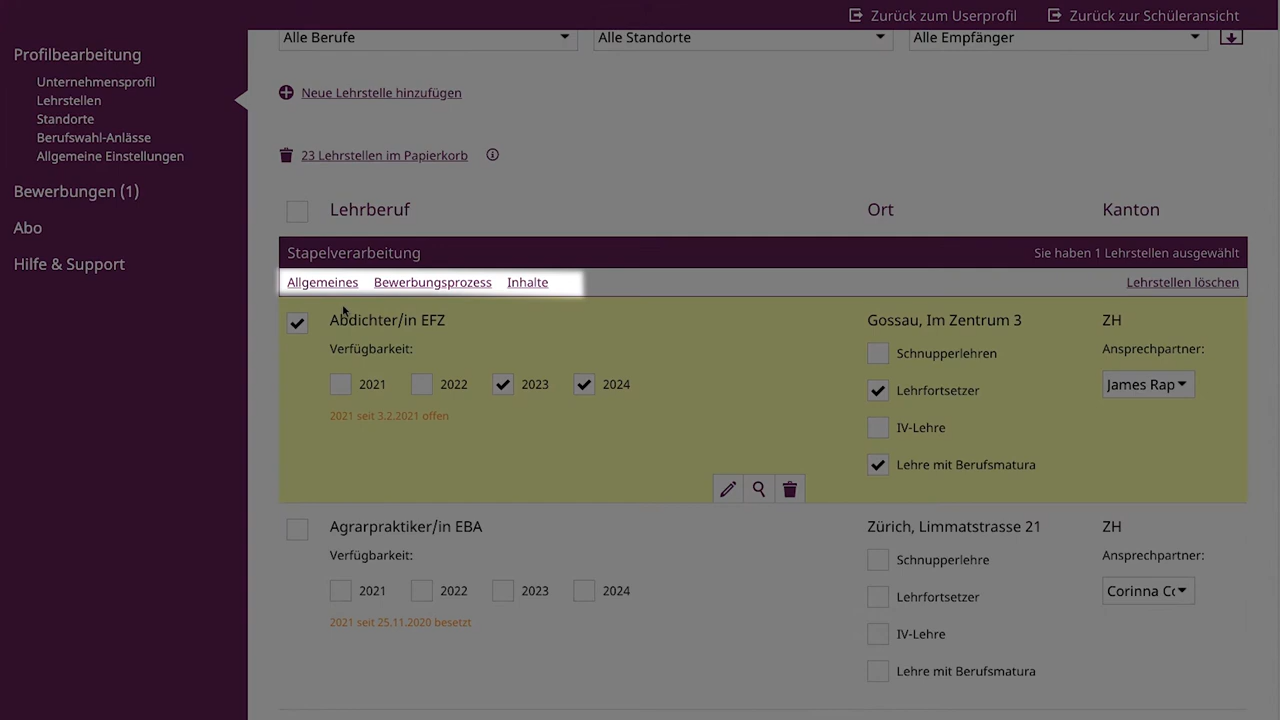 Zurück zum Userprofil
Zurück zur Schüleransicht
Profilbearbeitung
Unternehmensprofil
Lehrstellen
Standorte
Berufswahl-Anlässe
Allgemeine Einstellungen
Bewerbungen (1)
Abo
Hilfe & Support
Alle Berufe
Alle Standorte
Alle Empfänger
Neue Lehrstelle hinzufügen
23 Lehrstellen im Papierkorb
Lehrberuf Ort Kanton
Stapelverarbeitung Sie haben 1 Lehrstellen ausgewählt
Allgemeines Bewerbungsprozess Inhalte Lehrstellen löschen
Abdichter/in EFZ Gossau, Im Zentrum 3 ZH
Verfügbarkeit: Schnupperlehren Ansprechpartner:
2021 2022 2023 2024 Lehrfortsetzer James Rap
2021 seit 3.2.2021 offen
IV-Lehre
Lehre mit Berufsmatura
Agrarpraktiker/in EBA Zürich, Limmatstrasse 21 ZH
Verfügbarkeit: Schnupperlehre Ansprechpartner:
2021 2022 2023 2024 Lehrfortsetzer Corinna Co
2021 seit 25.11.2020 besetzt
IV-Lehre
Lehre mit Berufsmatura